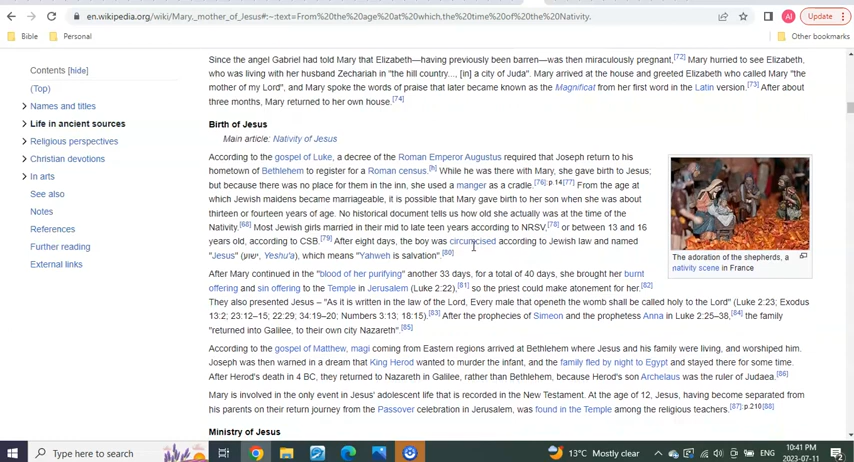 en.wikipedia.org/wiki/Mary,_mother_of_Jesus#:~:text=From%20the%20age%20at%20which,the%20time%20of%20the%20Nativity.
AI
Update
Bible
Personal
Other bookmarks
Contents [hide]
(Top)
Names and titles
Life in ancient sources
Religious perspectives
Christian devotions
In arts
See also
Notes
References
Further reading
External links
Since the angel Gabriel had told Mary that Elizabeth—having previously been barren—was then miraculously pregnant,[72] Mary hurried to see Elizabeth,
who was living with her husband Zechariah in "the hill country..., [in] a city of Juda". Mary arrived at the house and greeted Elizabeth who called Mary "the
mother of my Lord", and Mary spoke the words of praise that later became known as the Magnificat from her first word in the Latin version.[73] After about
three months, Mary returned to her own house.[74]
Birth of Jesus
Main article: Nativity of Jesus
According to the gospel of Luke, a decree of the Roman Emperor Augustus required that Joseph return to his
hometown of Bethlehem to register for a Roman census.[h] While he was there with Mary, she gave birth to Jesus;
but because there was no place for them in the inn, she used a manger as a cradle.[76]:p.14[77] From the age at
which Jewish maidens became marriageable, it is possible that Mary gave birth to her son when she was about
thirteen or fourteen years of age. No historical document tells us how old she actually was at the time of the
Nativity.[68] Most Jewish girls married in their mid to late teen years according to NRSV,[78] or between 13 and 16
years old, according to CSB.[79] After eight days, the boy was circumcised according to Jewish law and named
"Jesus" (ישוע, Yeshu'a), which means "Yahweh is salvation".[80]
The adoration of the shepherds, a
nativity scene in France
After Mary continued in the "blood of her purifying" another 33 days, for a total of 40 days, she brought her burnt
offering and sin offering to the Temple in Jerusalem (Luke 2:22),[81] so the priest could make atonement for her.[82]
They also presented Jesus – "As it is written in the law of the Lord, Every male that openeth the womb shall be called holy to the Lord" (Luke 2:23; Exodus
13:2; 23:12–15; 22:29; 34:19–20; Numbers 3:13; 18:15).[83] After the prophecies of Simeon and the prophetess Anna in Luke 2:25–38,[84] the family
"returned into Galilee, to their own city Nazareth".[85]
According to the gospel of Matthew, magi coming from Eastern regions arrived at Bethlehem where Jesus and his family were living, and worshiped him.
Joseph was then warned in a dream that King Herod wanted to murder the infant, and the family fled by night to Egypt and stayed there for some time.
After Herod's death in 4 BC, they returned to Nazareth in Galilee, rather than Bethlehem, because Herod's son Archelaus was the ruler of Judaea.[86]
Mary is involved in the only event in Jesus' adolescent life that is recorded in the New Testament. At the age of 12, Jesus, having become separated from
his parents on their return journey from the Passover celebration in Jerusalem, was found in the Temple among the religious teachers.[87]:p.210[88]
Ministry of Jesus
Type here to search
13°C Mostly clear
ENG
10:41 PM
2023-07-11
2